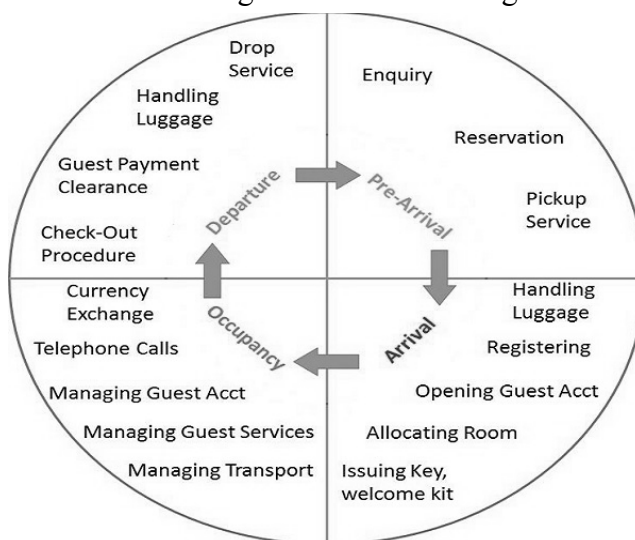 Drop
Service
Enquiry
Handling
Luggage
Reservation
Guest Payment
Clearance
Departure
Pre-Arrival
Pickup
Service
Check-Out
Procedure
Currency
Exchange
Handling
Luggage
Telephone Calls
Occupancy
Arrival
Registering
Managing Guest Acct
Opening Guest Acct
Managing Guest Services
Allocating Room
Managing Transport
Issuing Key,
welcome kit